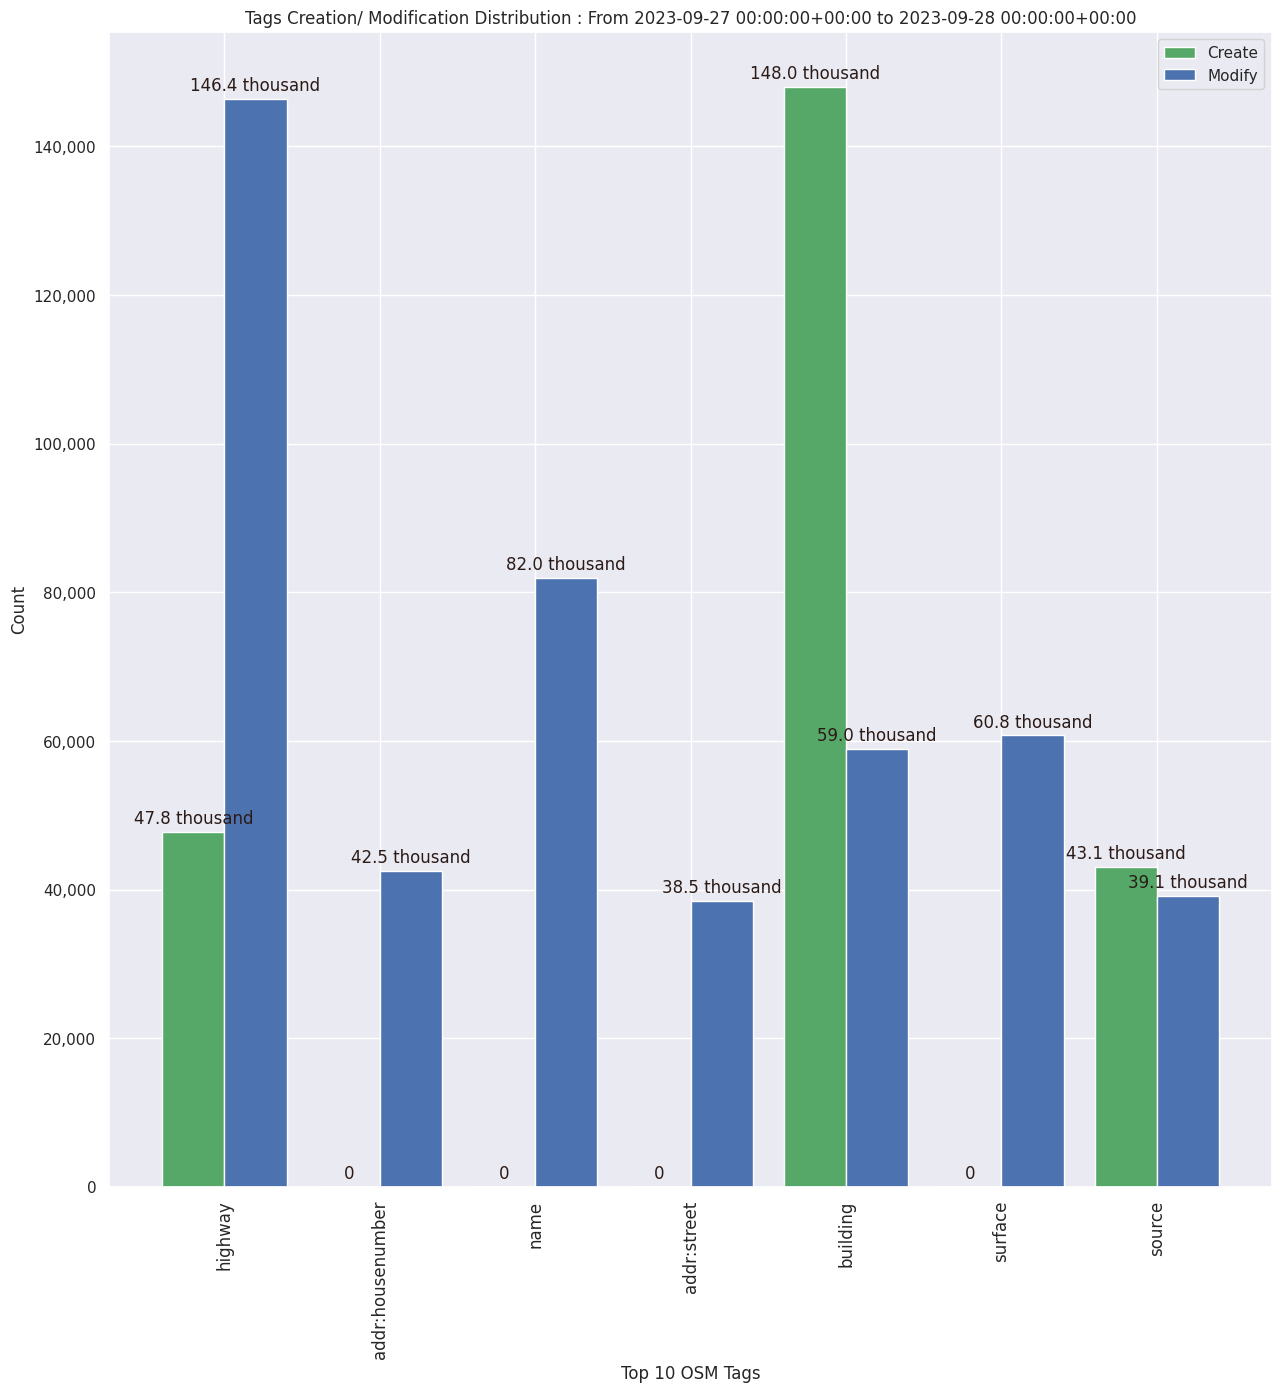 Tags Creation/ Modification Distribution : From 2023-09-27 00:00:00+00:00 to 2023-09-28 00:00:00+00:00
Create
Modify
146.4 thousand
148.0 thousand
140,000
120,000
100,000
82.0 thousand
80,000
Count
60.8 thousand
59.0 thousand
60,000
47.8 thousand
43.1 thousand
42.5 thousand
39.1 thousand
38.5 thousand
40,000
20,000
0
0
0
0
0
highway
addr:housenumber
name
addr:street
building
surface
source
Top 10 OSM Tags